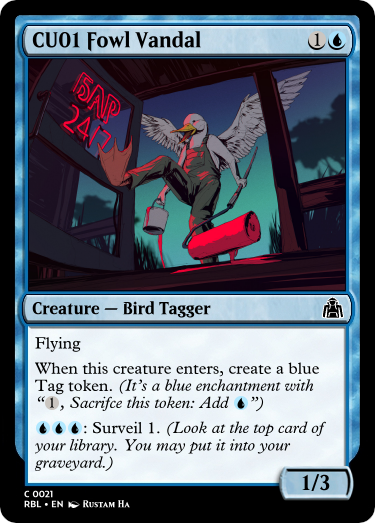 CU01 Fowl Vandal 1
БАР
24/7
Creature — Bird Tagger
Flying
When this creature enters, create a blue
Tag token. (It's a blue enchantment with
“1, Sacrifce this token: Add ”)
: Surveil 1. (Look at the top card of
your library. You may put it into your
graveyard.)
1/3
C 0021
RBL • EN Rustam Ha